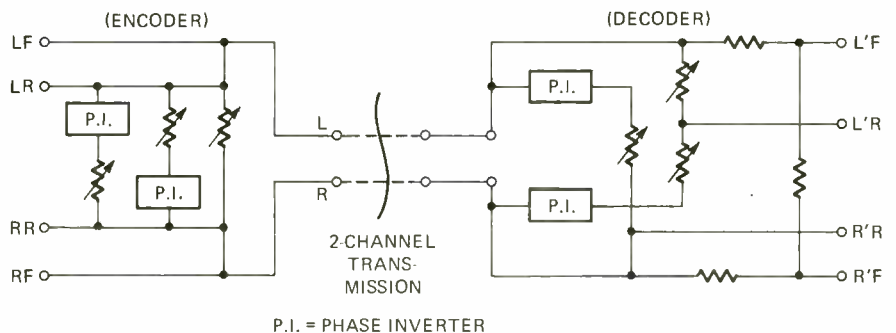 (ENCODER)
(DECODER)
LF
LR
RR
RF
P.I.
P.I.
L
R
2-CHANNEL
TRANS-
MISSION
P.I.
P.I.
L'F
L'R
R'R
R'F
P.I. = PHASE INVERTER